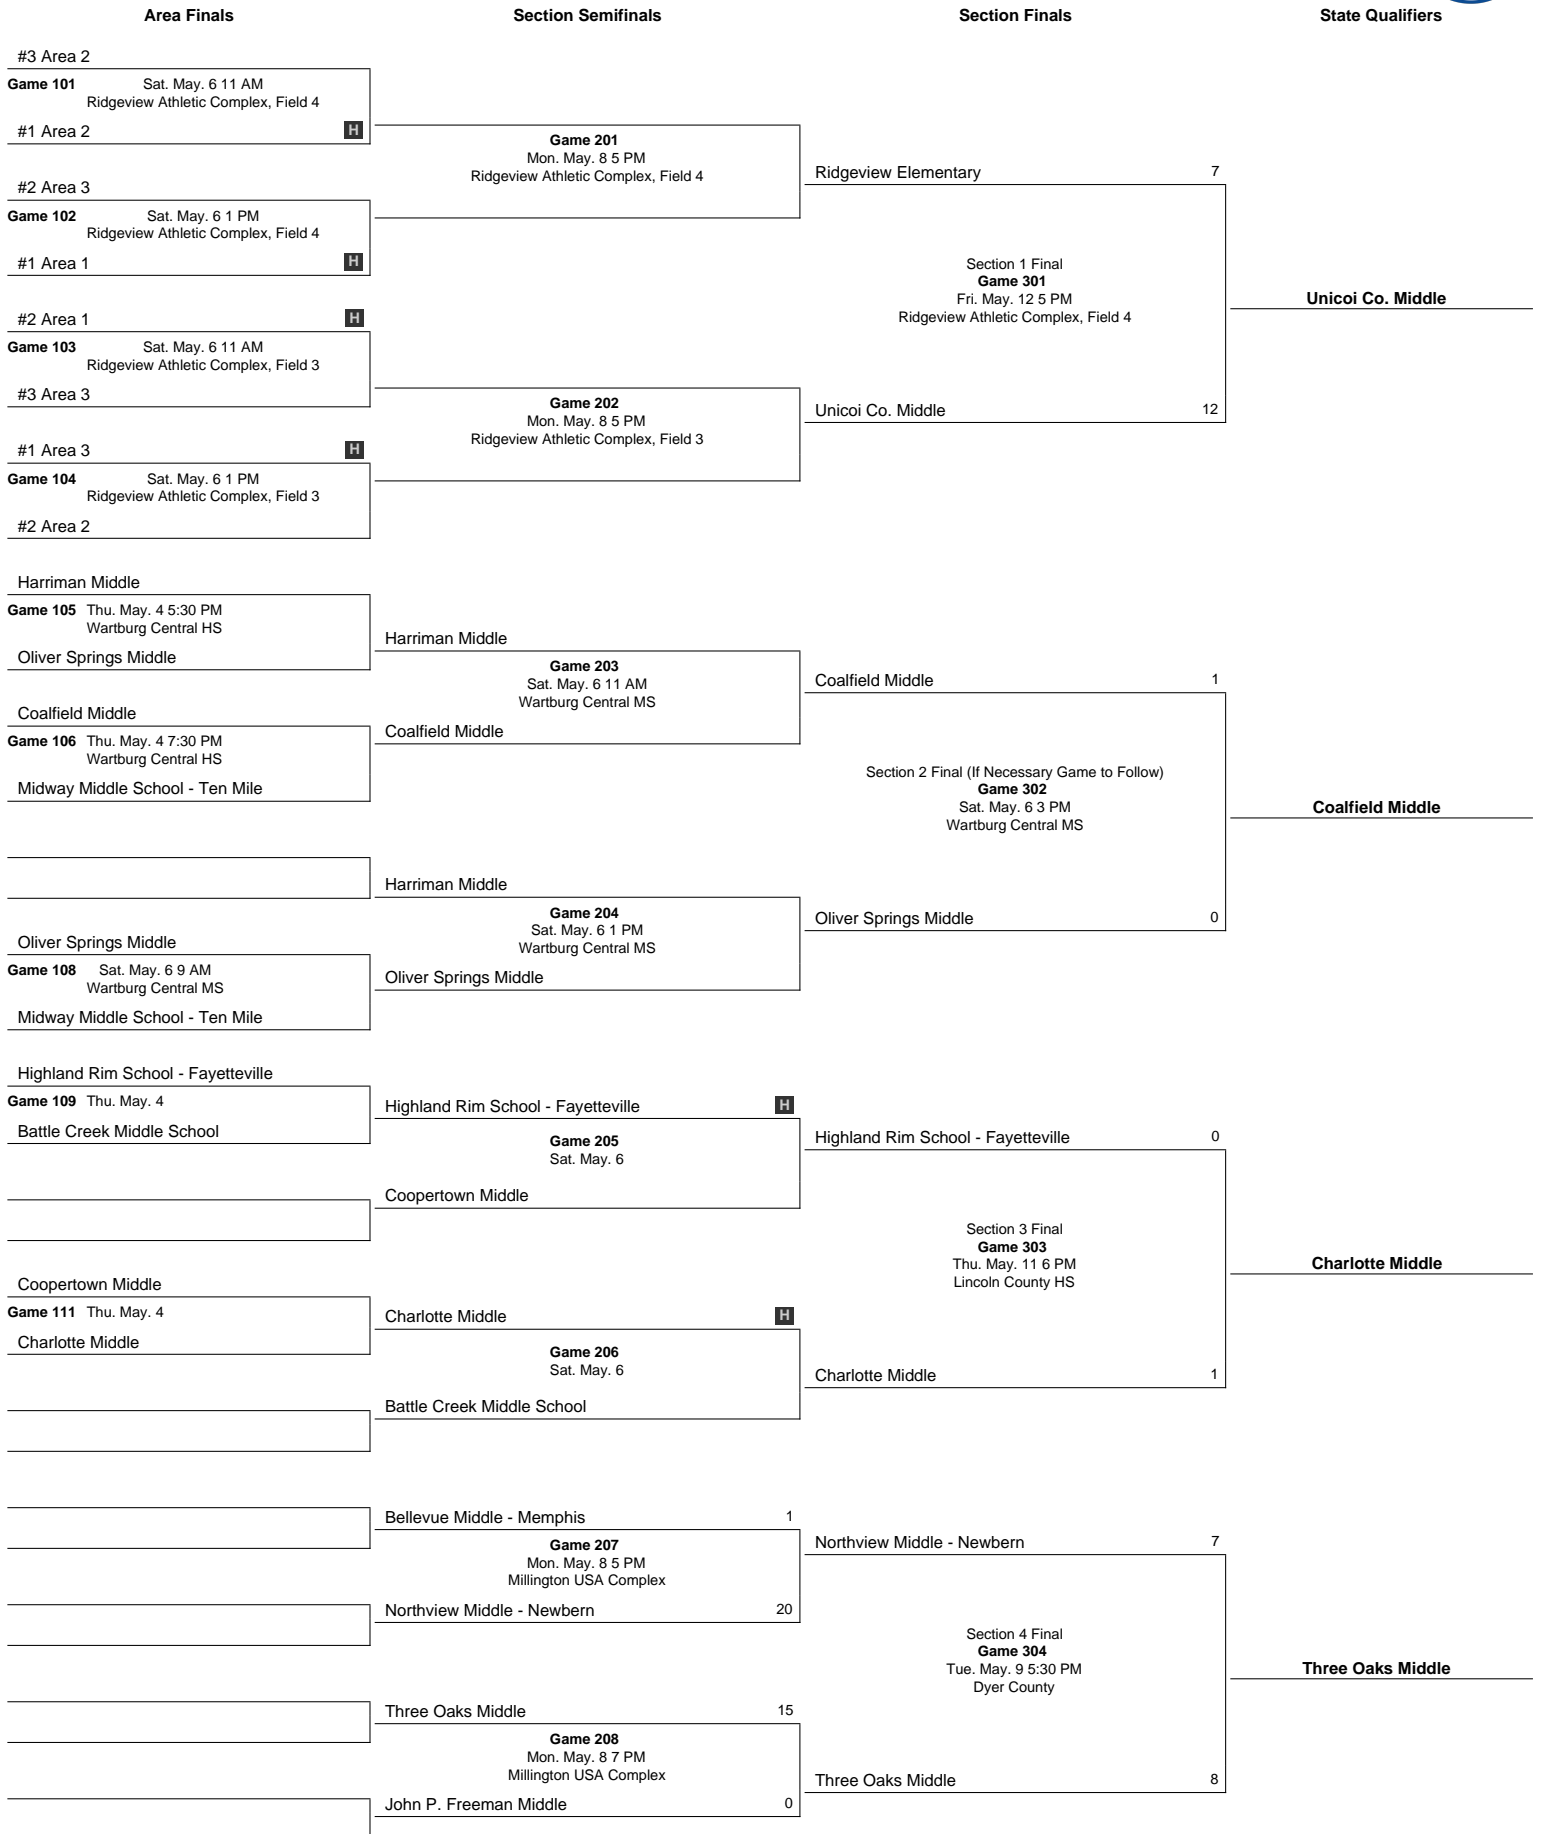 Area Finals
Section Semifinals
Section Finals
State Qualifiers
#3 Area 2
Game 101 Sat. May. 6 11 AM
Ridgeview Athletic Complex, Field 4
#1 Area 2 H
#2 Area 3
Game 102 Sat. May. 6 1 PM
Ridgeview Athletic Complex, Field 4
#1 Area 1 H
#2 Area 1 H
Game 103 Sat. May. 6 11 AM
Ridgeview Athletic Complex, Field 3
#3 Area 3
#1 Area 3 H
Game 104 Sat. May. 6 1 PM
Ridgeview Athletic Complex, Field 3
#2 Area 2
Game 201
Mon. May. 8 5 PM
Ridgeview Athletic Complex, Field 4
Game 202
Mon. May. 8 5 PM
Ridgeview Athletic Complex, Field 3
Ridgeview Elementary 7
Section 1 Final
Game 301
Fri. May. 12 5 PM
Ridgeview Athletic Complex, Field 4
Unicoi Co. Middle 12
Unicoi Co. Middle
Harriman Middle
Game 105 Thu. May. 4 5:30 PM
Wartburg Central HS
Oliver Springs Middle
Coalfield Middle
Game 106 Thu. May. 4 7:30 PM
Wartburg Central HS
Midway Middle School - Ten Mile
Oliver Springs Middle
Game 108 Sat. May. 6 9 AM
Wartburg Central MS
Midway Middle School - Ten Mile
Harriman Middle
Game 203
Sat. May. 6 11 AM
Wartburg Central MS
Coalfield Middle
Harriman Middle
Game 204
Sat. May. 6 1 PM
Wartburg Central MS
Oliver Springs Middle
Coalfield Middle 1
Section 2 Final (If Necessary Game to Follow)
Game 302
Sat. May. 6 3 PM
Wartburg Central MS
Oliver Springs Middle 0
Coalfield Middle
Highland Rim School - Fayetteville
Game 109 Thu. May. 4
Battle Creek Middle School
Coopertown Middle
Game 111 Thu. May. 4
Charlotte Middle
Highland Rim School - Fayetteville H
Game 205
Sat. May. 6
Coopertown Middle
Charlotte Middle H
Game 206
Sat. May. 6
Battle Creek Middle School
Highland Rim School - Fayetteville 0
Section 3 Final
Game 303
Thu. May. 11 6 PM
Lincoln County HS
Charlotte Middle 1
Charlotte Middle
Bellevue Middle - Memphis 1
Game 207
Mon. May. 8 5 PM
Millington USA Complex
Northview Middle - Newbern 20
Three Oaks Middle 15
Game 208
Mon. May. 8 7 PM
Millington USA Complex
John P. Freeman Middle 0
Northview Middle - Newbern 7
Section 4 Final
Game 304
Tue. May. 9 5:30 PM
Dyer County
Three Oaks Middle 8
Three Oaks Middle